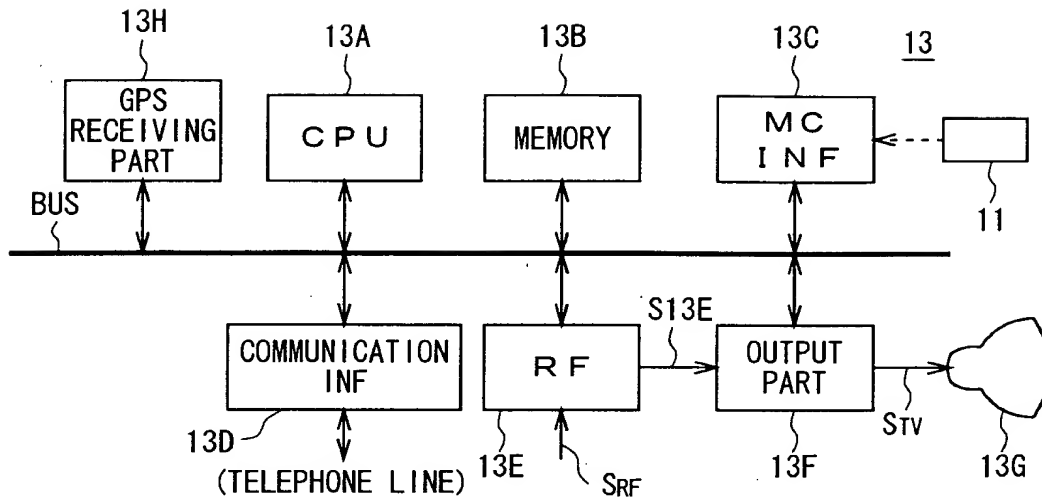 13H
13A
13B
13C
13
GPS
RECEIVING
PART
CPU
MEMORY
MC
INF
11
BUS
S13E
COMMUNICATION
INF
RF
OUTPUT
PART
13D
13E
13F
STV
13G
(TELEPHONE LINE)
SRF